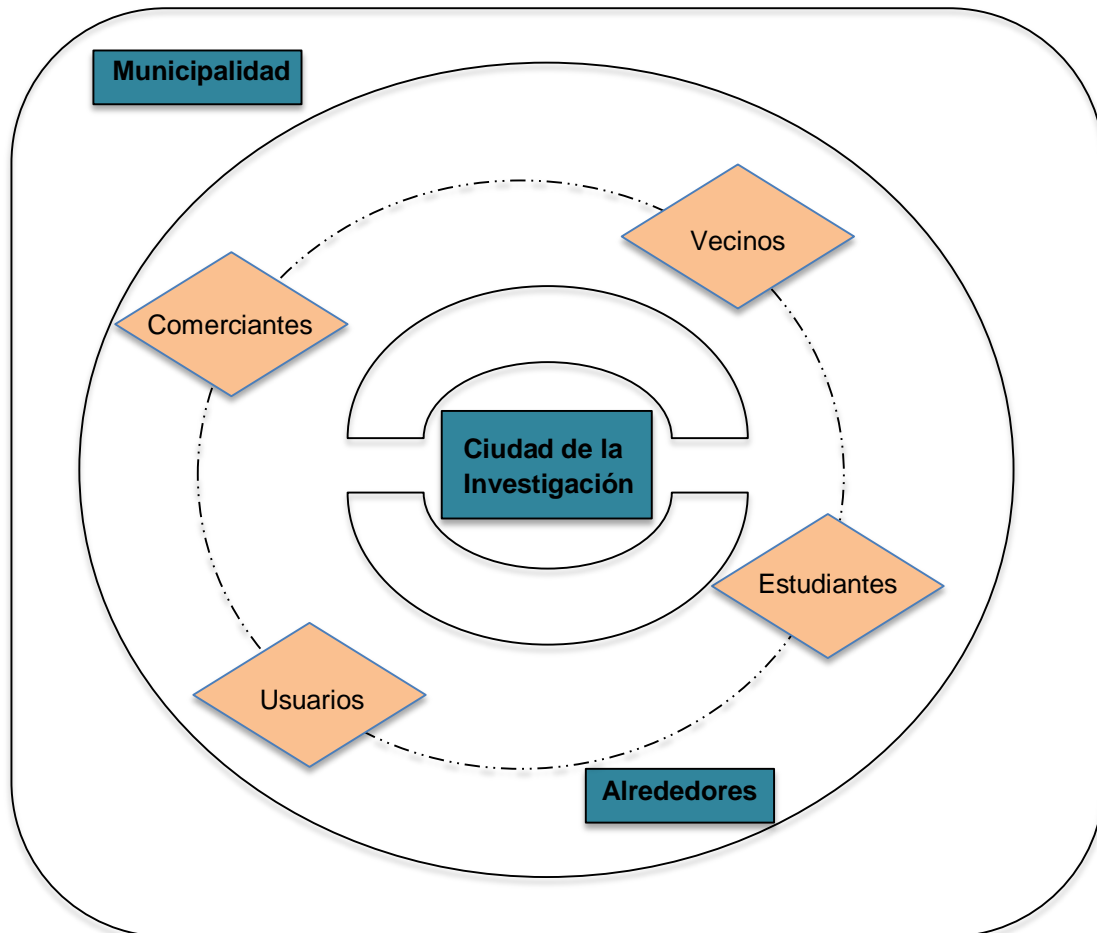 Municipalidad
Vecinos
Comerciantes
Ciudad de la
Investigación
Estudiantes
Usuarios
Alrededores